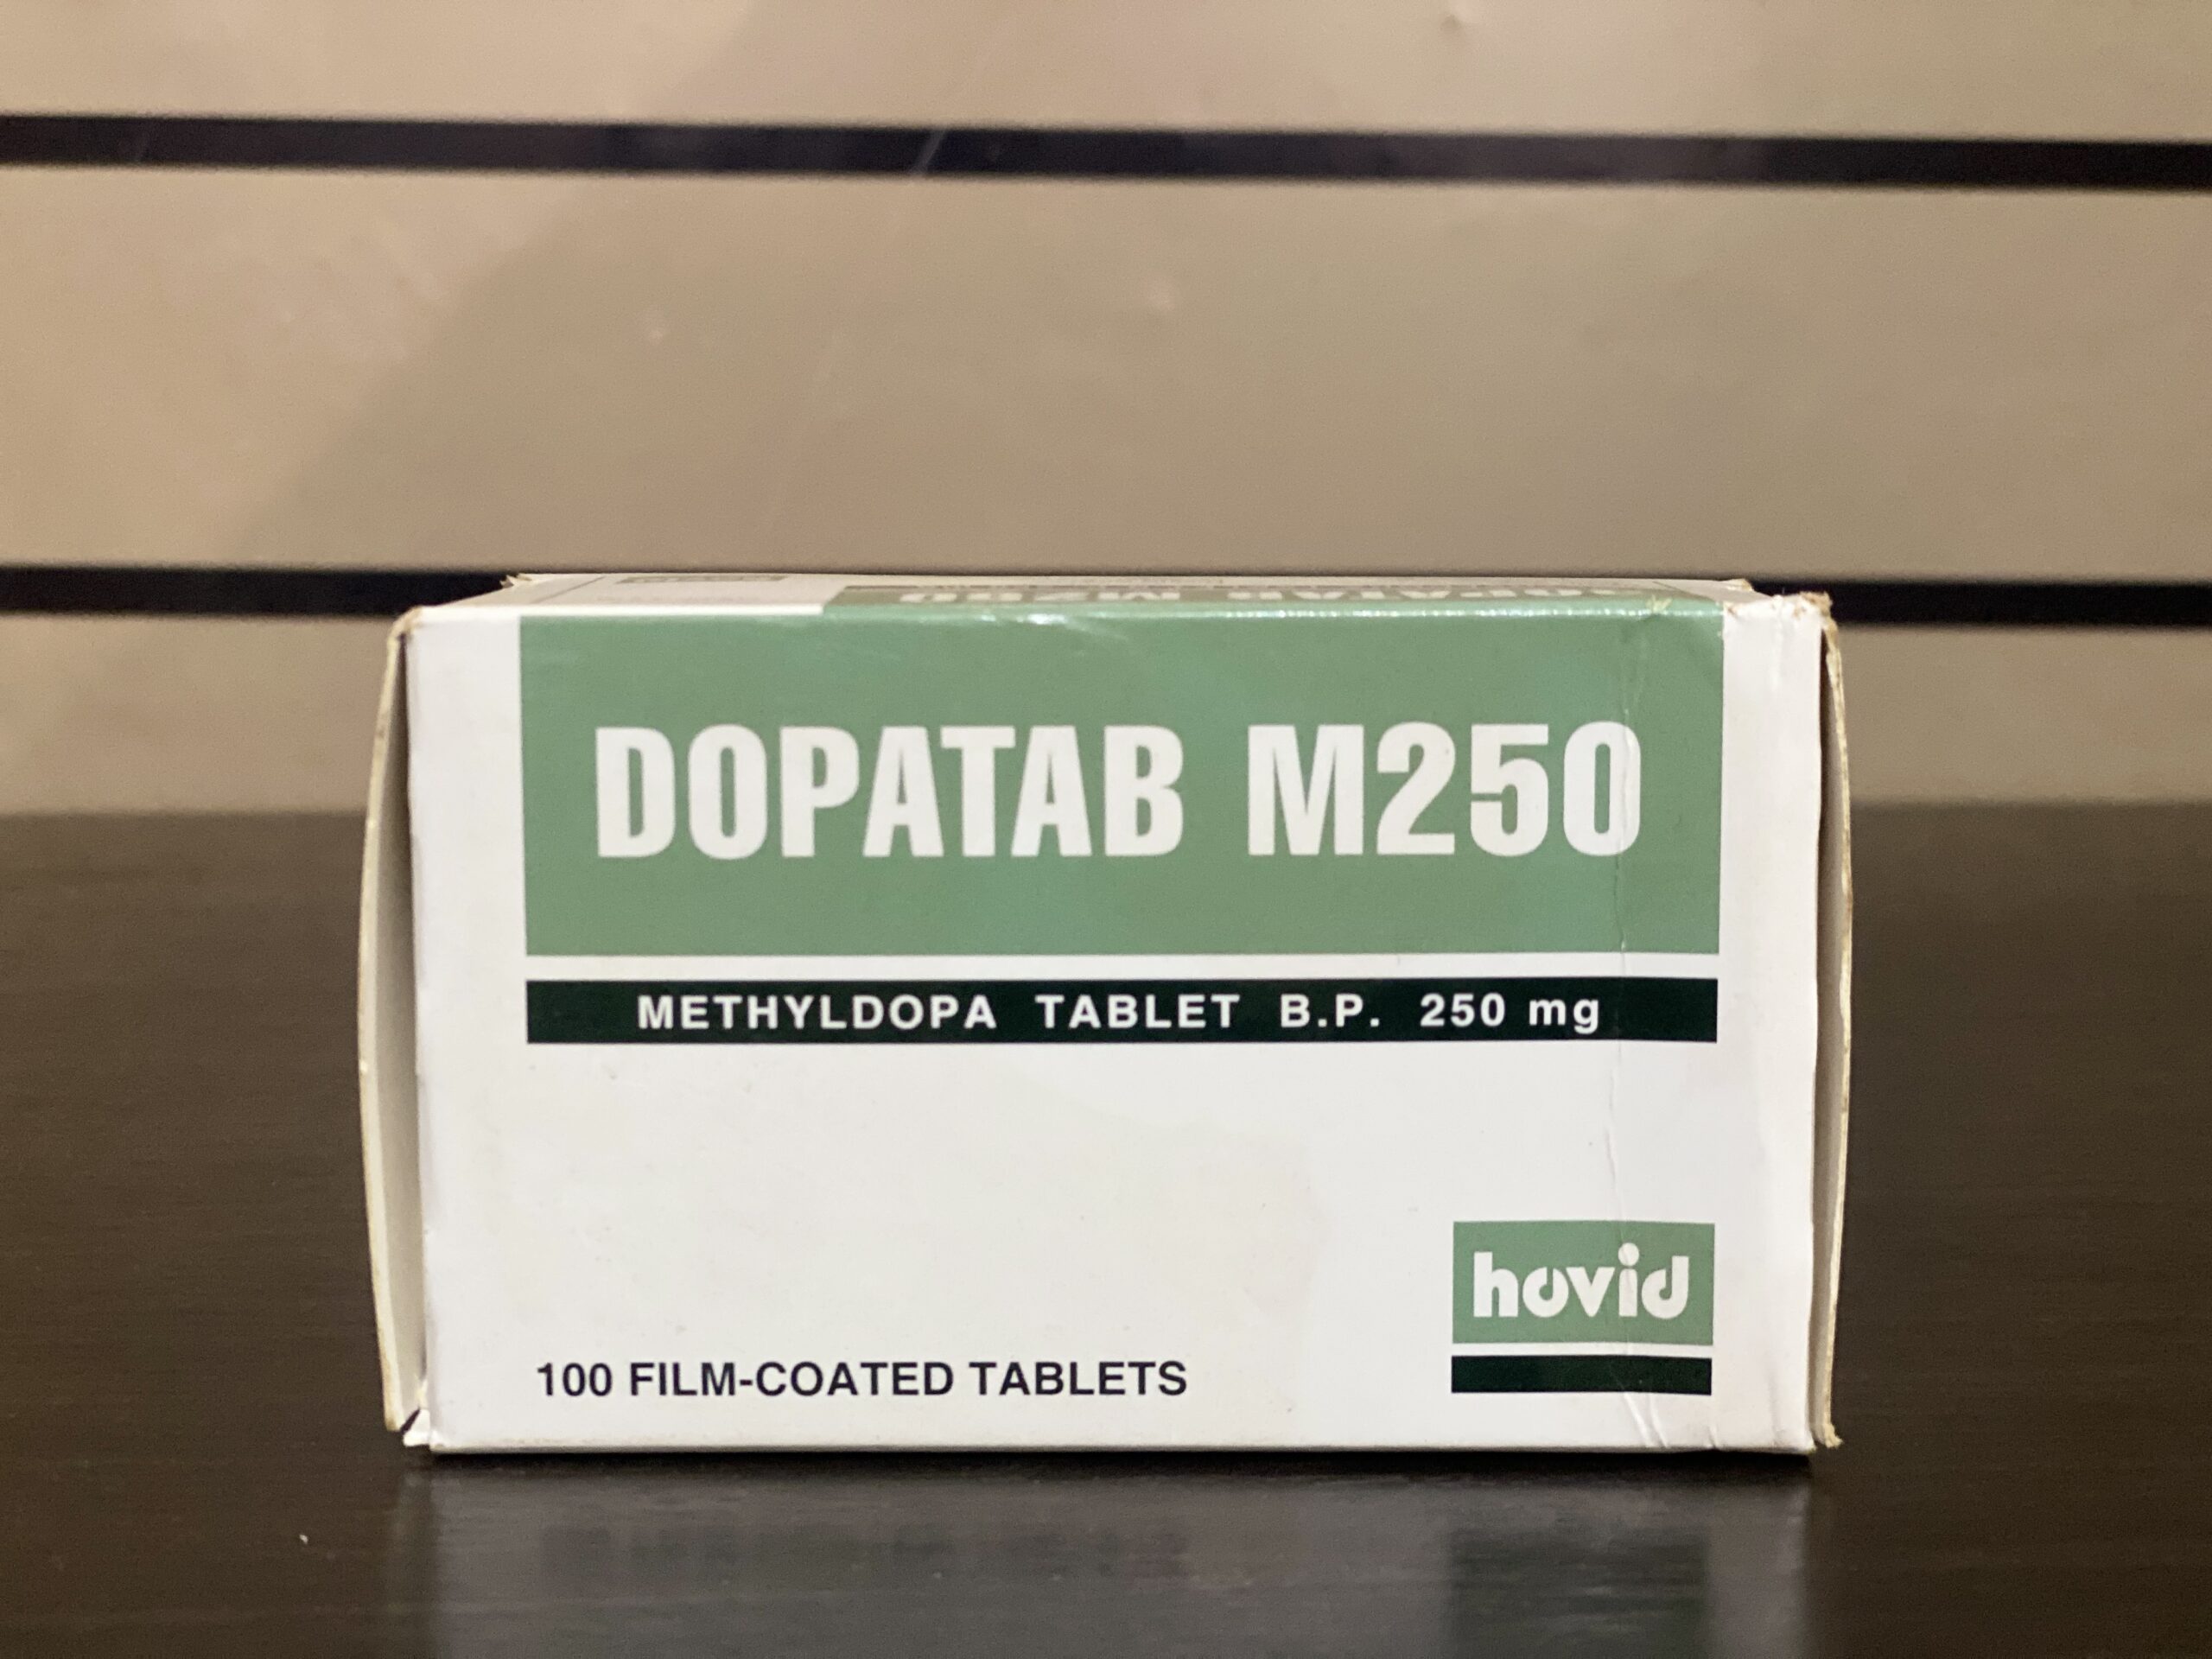 DOPATAB M250
METHYLDOPA TABLET B.P. 250 mg
hovid
100 FILM-COATED TABLETS